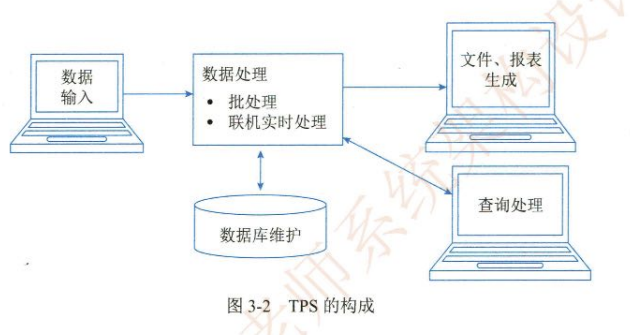 数据
输入
数据处理
• 批处理
• 联机实时处理
文件、报表
生成
数据库维护
查询处理
图 3-2 TPS 的构成